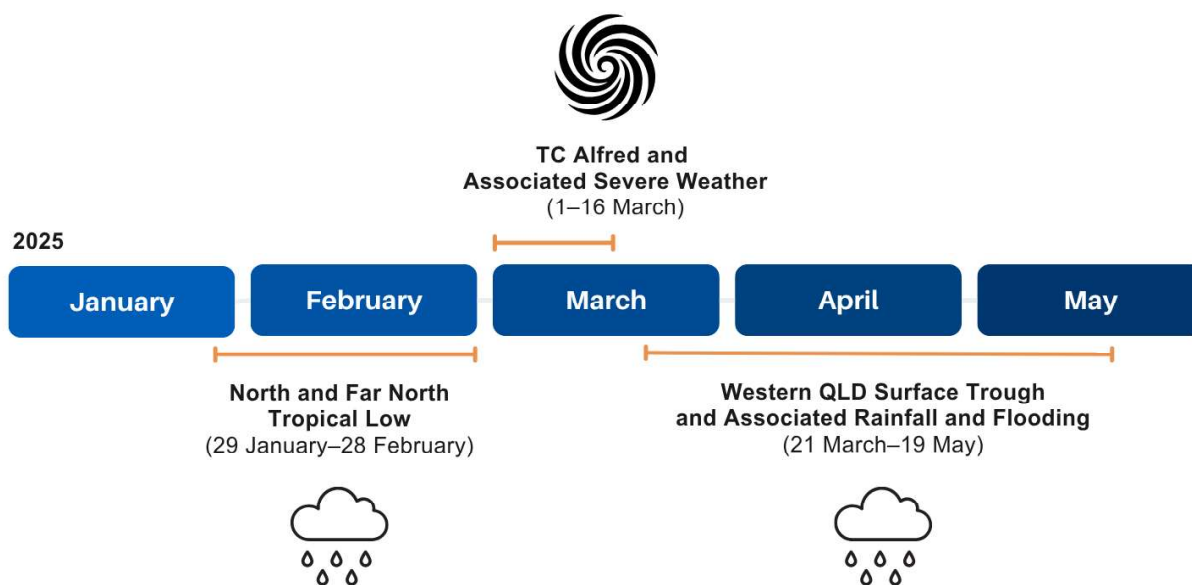 TC Alfred and
Associated Severe Weather
(1–16 March)
2025
January
February
March
April
May
North and Far North
Tropical Low
(29 January–28 February)
Western QLD Surface Trough
and Associated Rainfall and Flooding
(21 March–19 May)